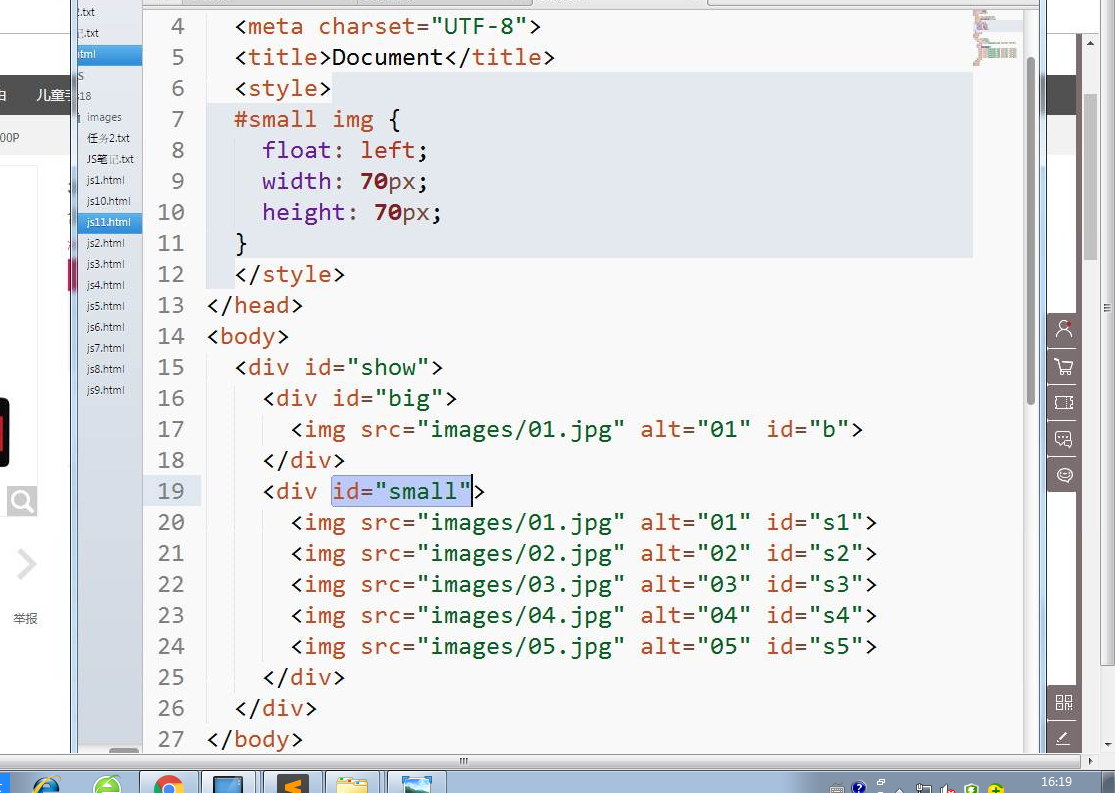 .txt
.txt
html
S
18
images
任务2.txt
JS笔记.txt
js1.html
js10.html
js11.html
js2.html
js3.html
js4.html
js5.html
js6.html
js7.html
js8.html
js9.html
儿童
00P
举报
4 <meta charset="UTF-8">
5 <title>Document</title>
6 <style>
7 #small img {
8 float: left;
9 width: 70px;
10 height: 70px;
11 }
12 </style>
13 </head>
14 <body>
15 <div id="show">
16 <div id="big">
17 <img src="images/01.jpg" alt="01" id="b">
18 </div>
19 <div id="small">
20 <img src="images/01.jpg" alt="01" id="s1">
21 <img src="images/02.jpg" alt="02" id="s2">
22 <img src="images/03.jpg" alt="03" id="s3">
23 <img src="images/04.jpg" alt="04" id="s4">
24 <img src="images/05.jpg" alt="05" id="s5">
25 </div>
26 </div>
27 </body>
16:19